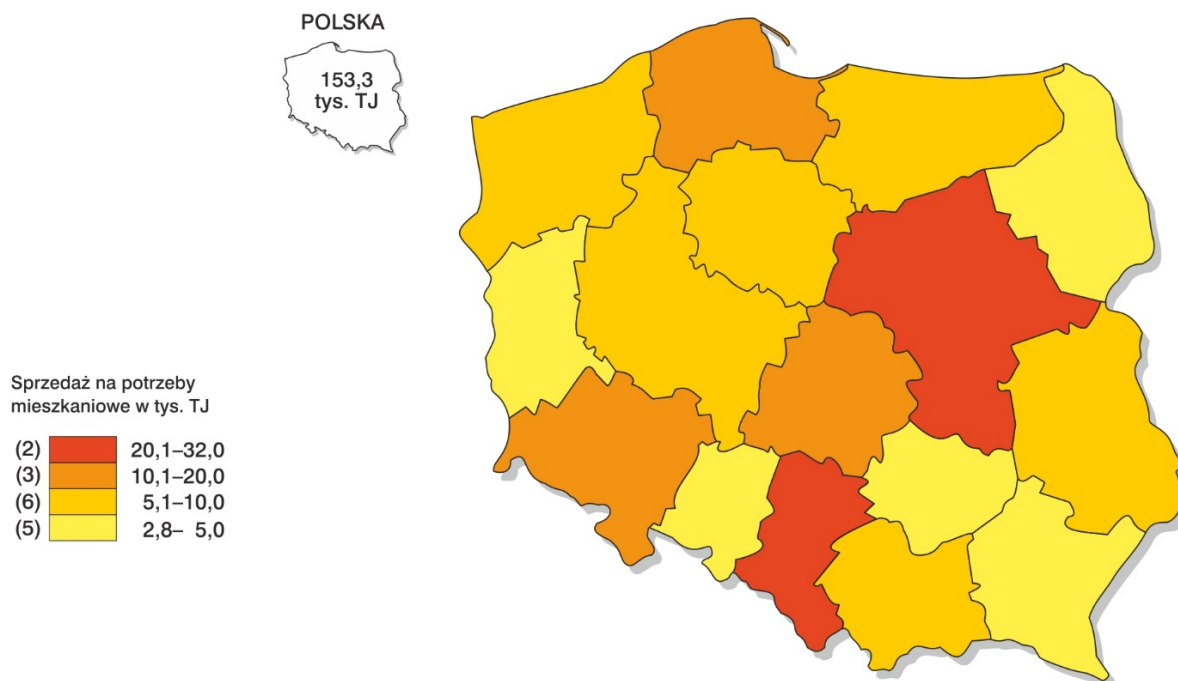 POLSKA
153,3
tys. TJ
Sprzedaż na potrzeby
mieszkaniowe w tys. TJ
(2) 20,1–32,0
(3) 10,1–20,0
(6) 5,1–10,0
(5) 2,8– 5,0